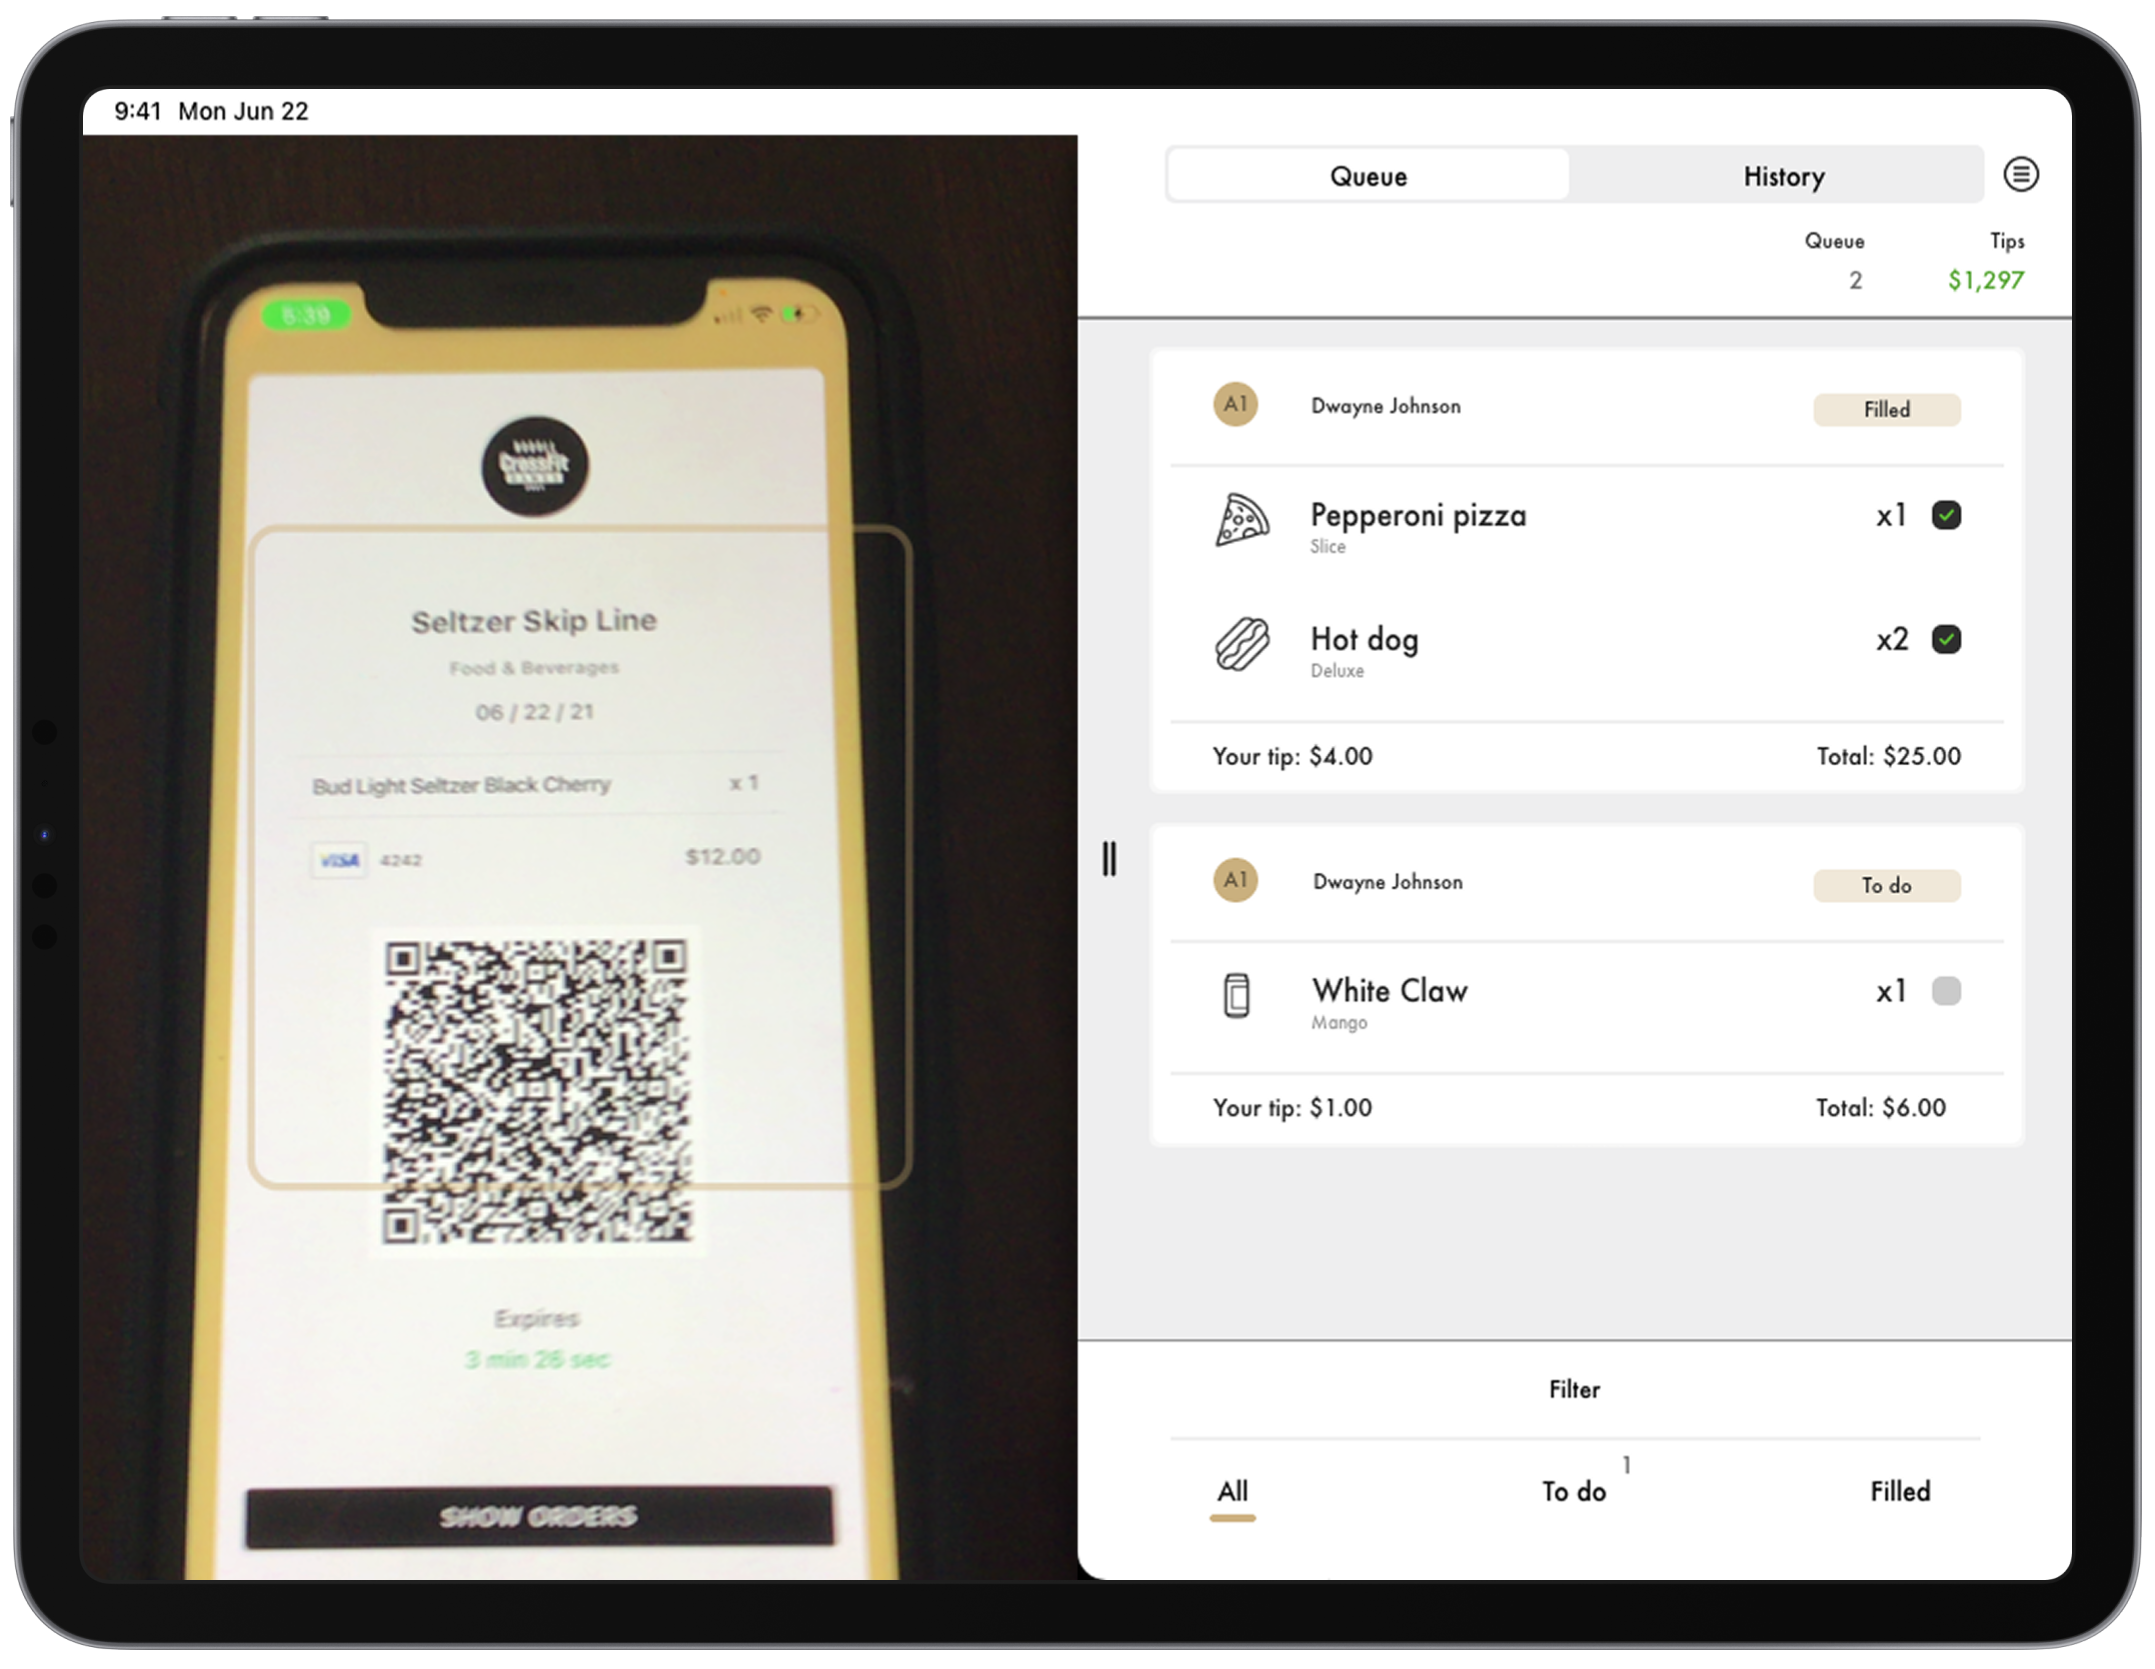 9:41 Mon Jun 22
5:39
CrossFit
GAMES
Seltzer Skip Line
Food & Beverages
06 / 22 / 21
Bud Light Seltzer Black Cherry x 1
VISA 4242 $12.00
Expires
3 min 26 sec
SHOW ORDERS
Queue History
Queue Tips
2 $1,297
A1 Dwayne Johnson Filled
Pepperoni pizza x1
Slice
Hot dog x2
Deluxe
Your tip: $4.00 Total: $25.00
A1 Dwayne Johnson To do
White Claw x1
Mango
Your tip: $1.00 Total: $6.00
Filter
All To do 1 Filled